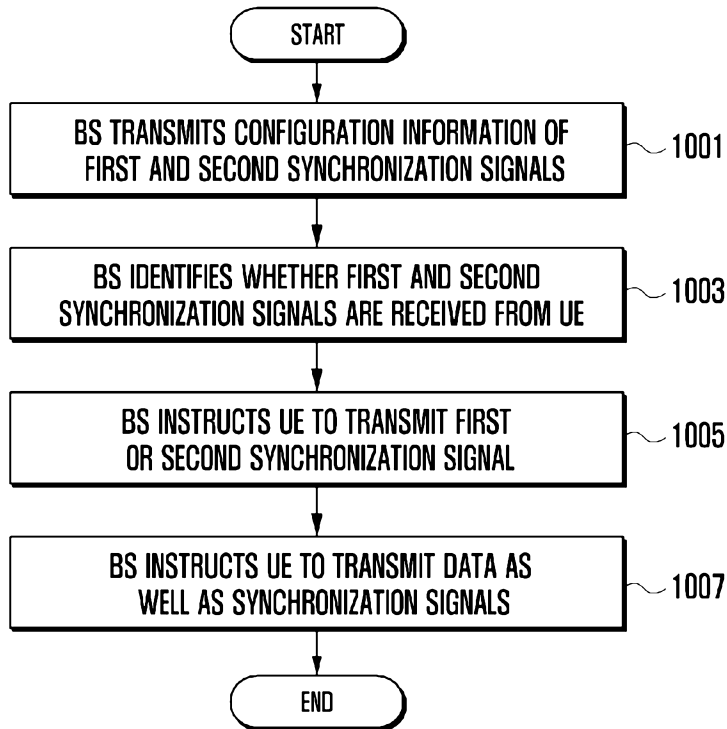 START
BS TRANSMITS CONFIGURATION INFORMATION OF
FIRST AND SECOND SYNCHRONIZATION SIGNALS
1001
BS IDENTIFIES WHETHER FIRST AND SECOND
SYNCHRONIZATION SIGNALS ARE RECEIVED FROM UE
1003
BS INSTRUCTS UE TO TRANSMIT FIRST
OR SECOND SYNCHRONIZATION SIGNAL
1005
BS INSTRUCTS UE TO TRANSMIT DATA AS
WELL AS SYNCHRONIZATION SIGNALS
1007
END